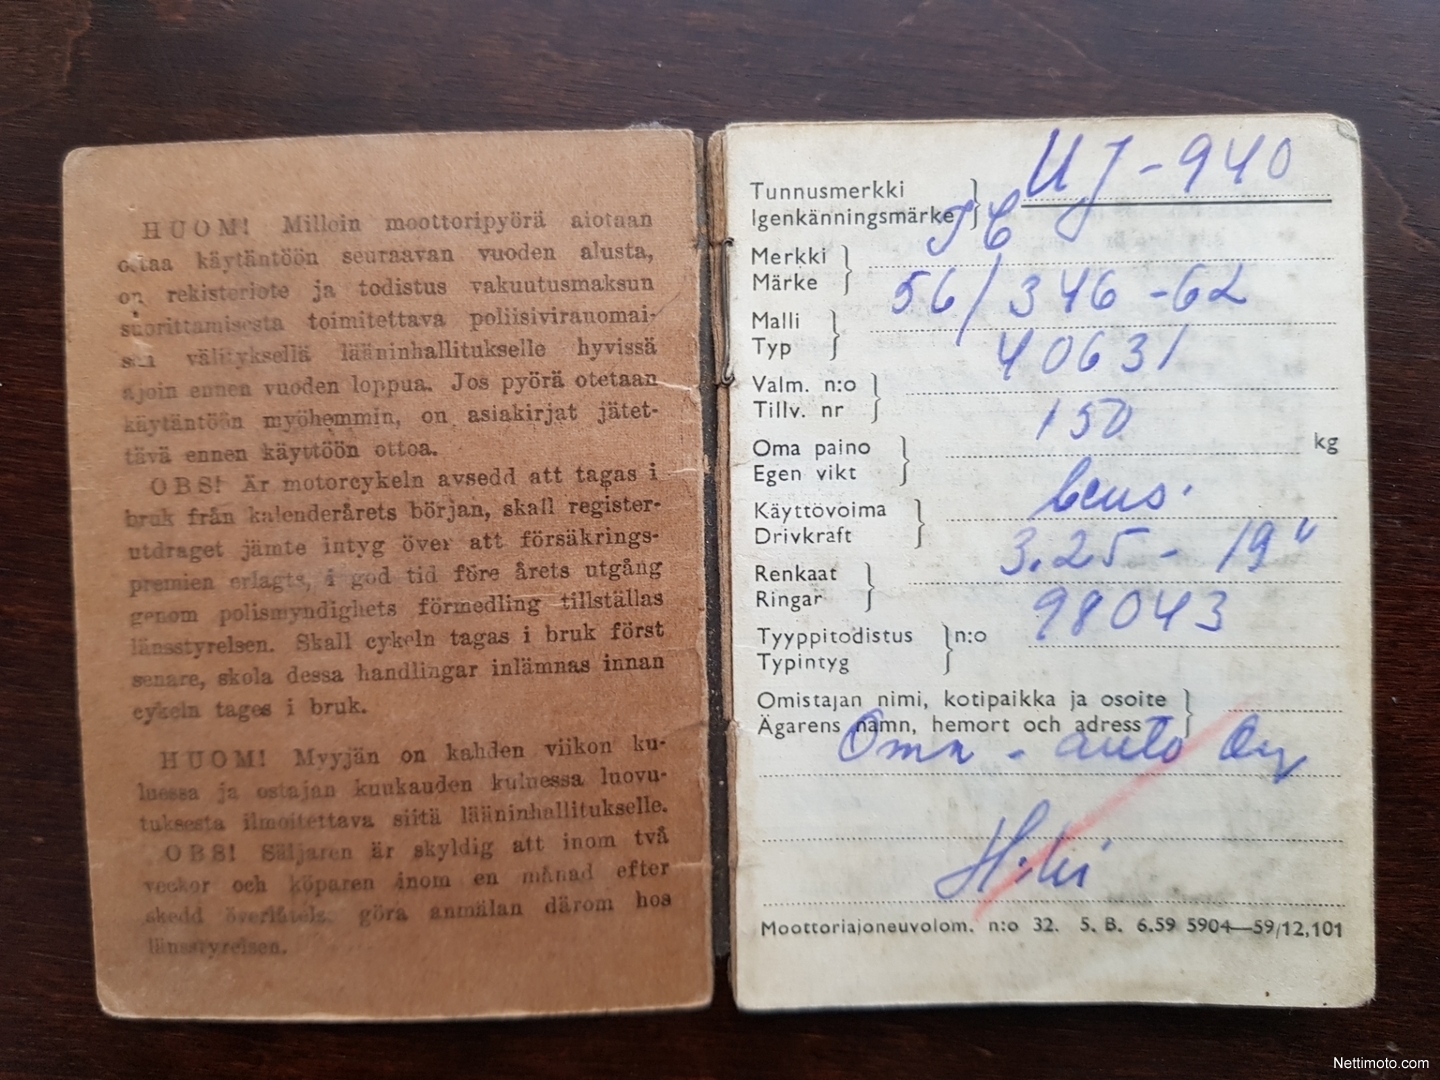 HUOM! Milloin moottoripyörä aiotaan
ottaa käytäntöön seuraavan vuoden alusta,
on rekisteriote ja todistus vakuutusmaksun
suorittamisesta toimitettava poliisiviranomai-
sen välityksellä lääninhallitukselle hyvissä
ajoin ennen vuoden loppua. Jos pyörä otetaan
käytäntöön myöhemmin, on asiakirjat jätet-
tävä ennen käyttöön ottoa.
OBS! Är motorcykeln avsedd att tagas i
bruk från kalenderårets början, skall register-
utdraget jämte intyg över att försäkrings-
premien erlagts, i god tid före årets utgång
genom polismyndighets förmedling tillställas
länsstyrelsen. Skall cykeln tagas i bruk först
senare, skola dessa handlingar inlämnas innan
cykeln tages i bruk.
HUOM! Myyjän on kahden viikon ku-
luessa ja ostajan kuukauden kuluessa luovu-
tuksesta ilmoitettava siitä lääninhallitukselle.
OBS! Säljaren är skyldig att inom två
veckor och köparen inom en månad efter
skedd överlåtels. göra anmälan därom hos
länsstyrelsen.
Tunnusmerkki
Igenkänningsmärke } UJ-940
Merkki
Märke }
Malli
Typ } 56/346-62
Valm. n:o
Tillv. nr } 40631
Oma paino
Egen vikt } 150 kg
Käyttövoima
Drivkraft } bens.
Renkaat
Ringar } 3.25 - 19"
Tyyppitodistus
Typintyg } n:o 98043
Omistajan nimi, kotipaikka ja osoite
Ägarens namn, hemort och adress }
auto Oy
H:ki
Moottoriajoneuvolom. n:o 32. 5. B. 6.59 5904—59/12,101
Nettimoto.com